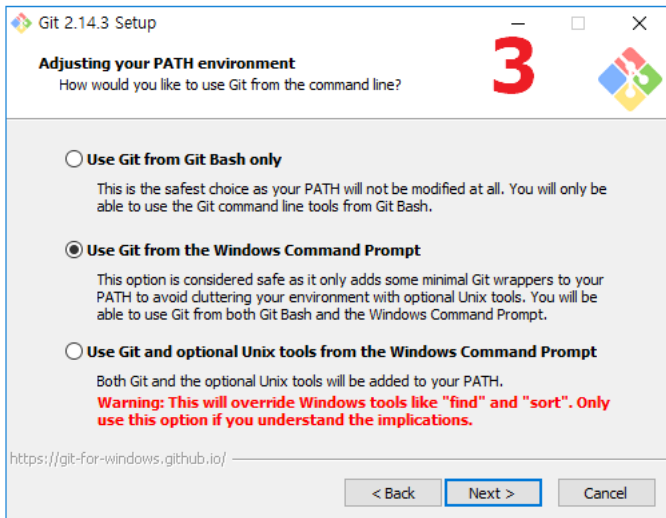 Git 2.14.3 Setup
Adjusting your PATH environment
How would you like to use Git from the command line?
3
Use Git from Git Bash only
This is the safest choice as your PATH will not be modified at all. You will only be
able to use the Git command line tools from Git Bash.
Use Git from the Windows Command Prompt
This option is considered safe as it only adds some minimal Git wrappers to your
PATH to avoid cluttering your environment with optional Unix tools. You will be
able to use Git from both Git Bash and the Windows Command Prompt.
Use Git and optional Unix tools from the Windows Command Prompt
Both Git and the optional Unix tools will be added to your PATH.
Warning: This will override Windows tools like "find" and "sort". Only
use this option if you understand the implications.
https://git-for-windows.github.io/
< Back Next > Cancel